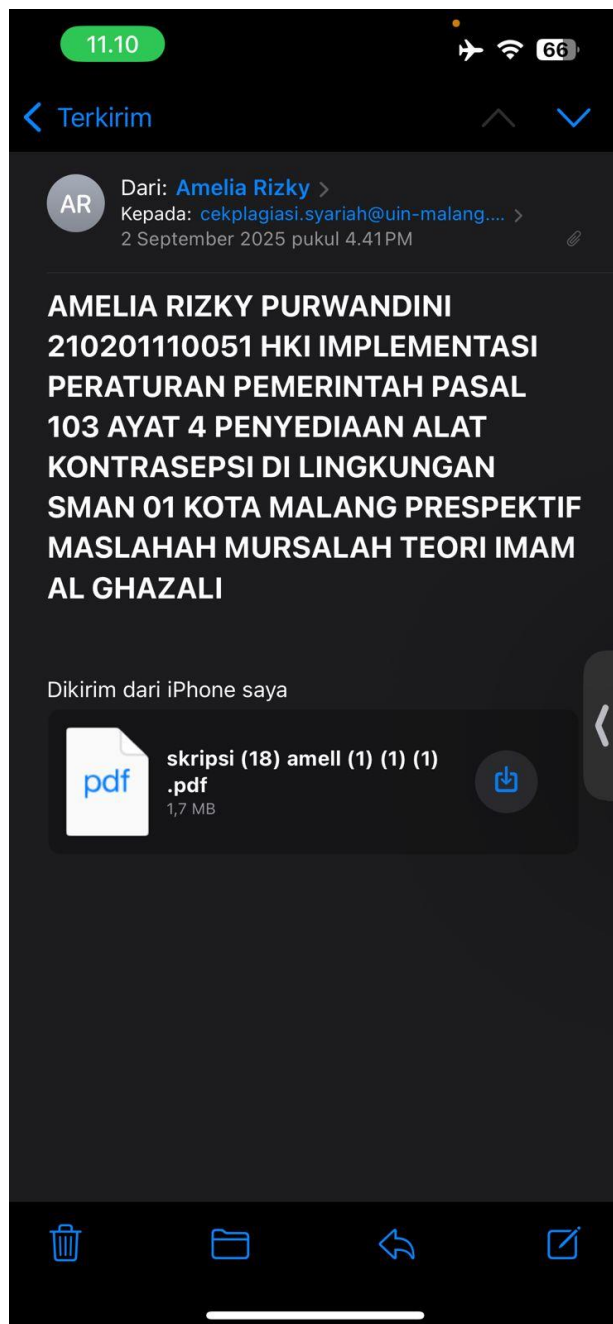 11.10
66
Terkirim
AR
Dari: Amelia Rizky
Kepada: cekplagiasi.syariah@uin-malang....
2 September 2025 pukul 4.41 PM
AMELIA RIZKY PURWANDINI
210201110051 HKI IMPLEMENTASI
PERATURAN PEMERINTAH PASAL
103 AYAT 4 PENYEDIAAN ALAT
KONTRASEPSI DI LINGKUNGAN
SMAN 01 KOTA MALANG PRESPEKTIF
MASLAHAH MURSALAH TEORI IMAM
AL GHAZALI
Dikirim dari iPhone saya
pdf
skripsi (18) amell (1) (1) (1)
.pdf
1,7 MB